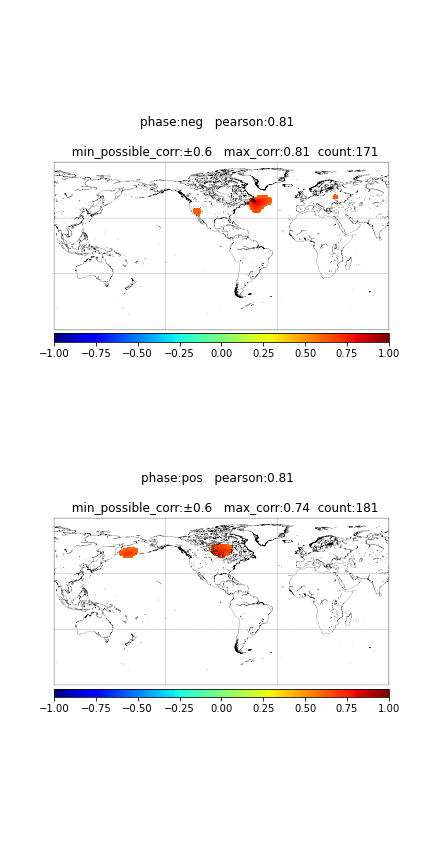 phase:neg   pearson:0.81
min_possible_corr:±0.6   max_corr:0.81  count:171
−1.00 −0.75 −0.50 −0.25 0.00 0.25 0.50 0.75 1.00
phase:pos   pearson:0.81
min_possible_corr:±0.6   max_corr:0.74  count:181
−1.00 −0.75 −0.50 −0.25 0.00 0.25 0.50 0.75 1.00